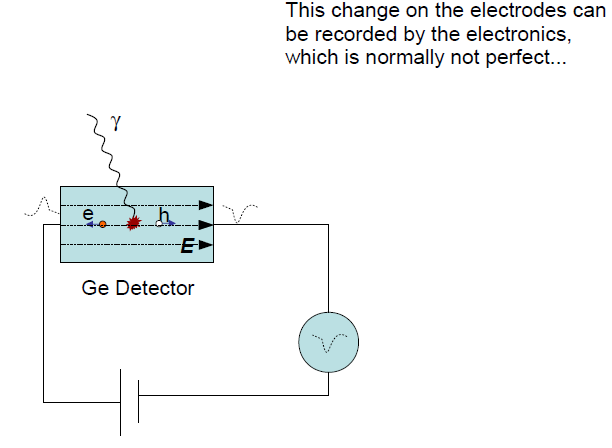 This change on the electrodes can
be recorded by the electronics,
which is normally not perfect...
γ
e
h
E
Ge Detector